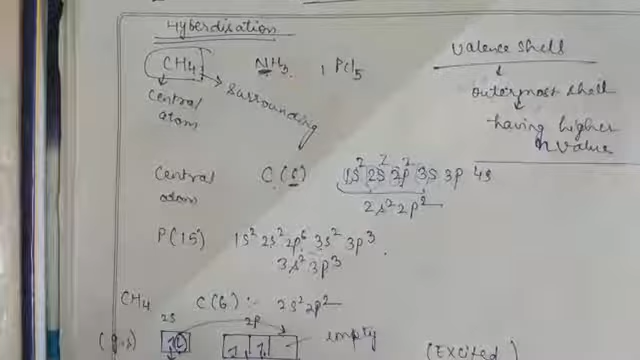 Hyberdisation
CH4 NH3 , PCl5
Central atom
Surrounding
Valence shell
outermost shell
having higher
n value
Central atom C(6) 1s² 2s² 2p² 3s 3p 4s
2s² 2p²
P(15) 1s² 2s² 2p⁶ 3s² 3p³
3s² 3p³
CH4 C(6) :- 2s² 2p²
2s 2p
empty
(Excited